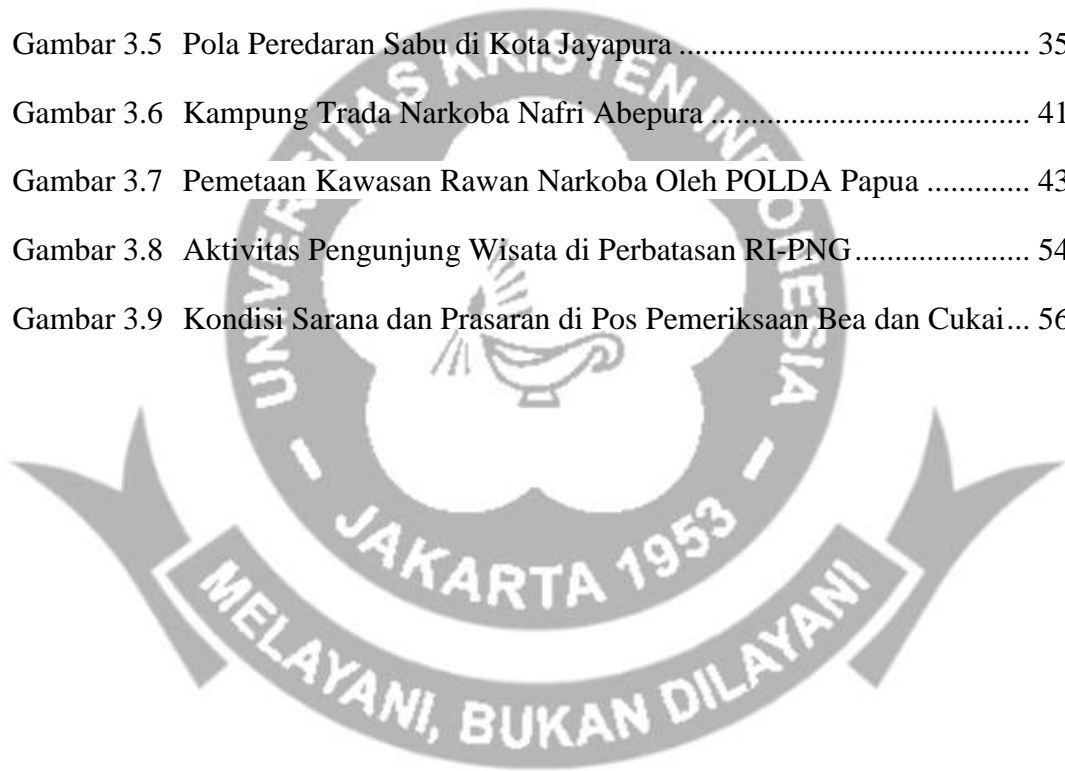 Gambar 3.5 Pola Peredaran Sabu di Kota Jayapura .................................... 35
Gambar 3.6 Kampung Trada Narkoba Nafri Abepura ................................ 41
Gambar 3.7 Pemetaan Kawasan Rawan Narkoba Oleh POLDA Papua ............. 43
Gambar 3.8 Aktivitas Pengunjung Wisata di Perbatasan RI-PNG .................... 54
Gambar 3.9 Kondisi Sarana dan Prasaran di Pos Pemeriksaan Bea dan Cukai ... 56
UNIVERSITAS KRISTEN INDONESIA
- JAKARTA 1953 -
MELAYANI, BUKAN DILAYANI